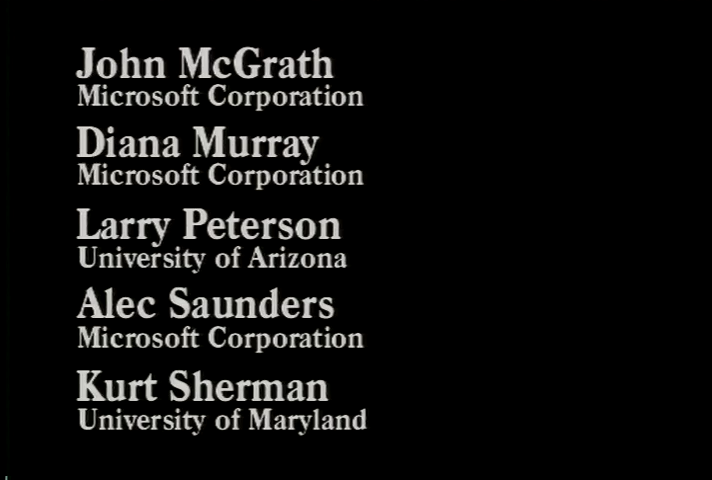 John McGrath
Microsoft Corporation
Diana Murray
Microsoft Corporation
Larry Peterson
University of Arizona
Alec Saunders
Microsoft Corporation
Kurt Sherman
University of Maryland